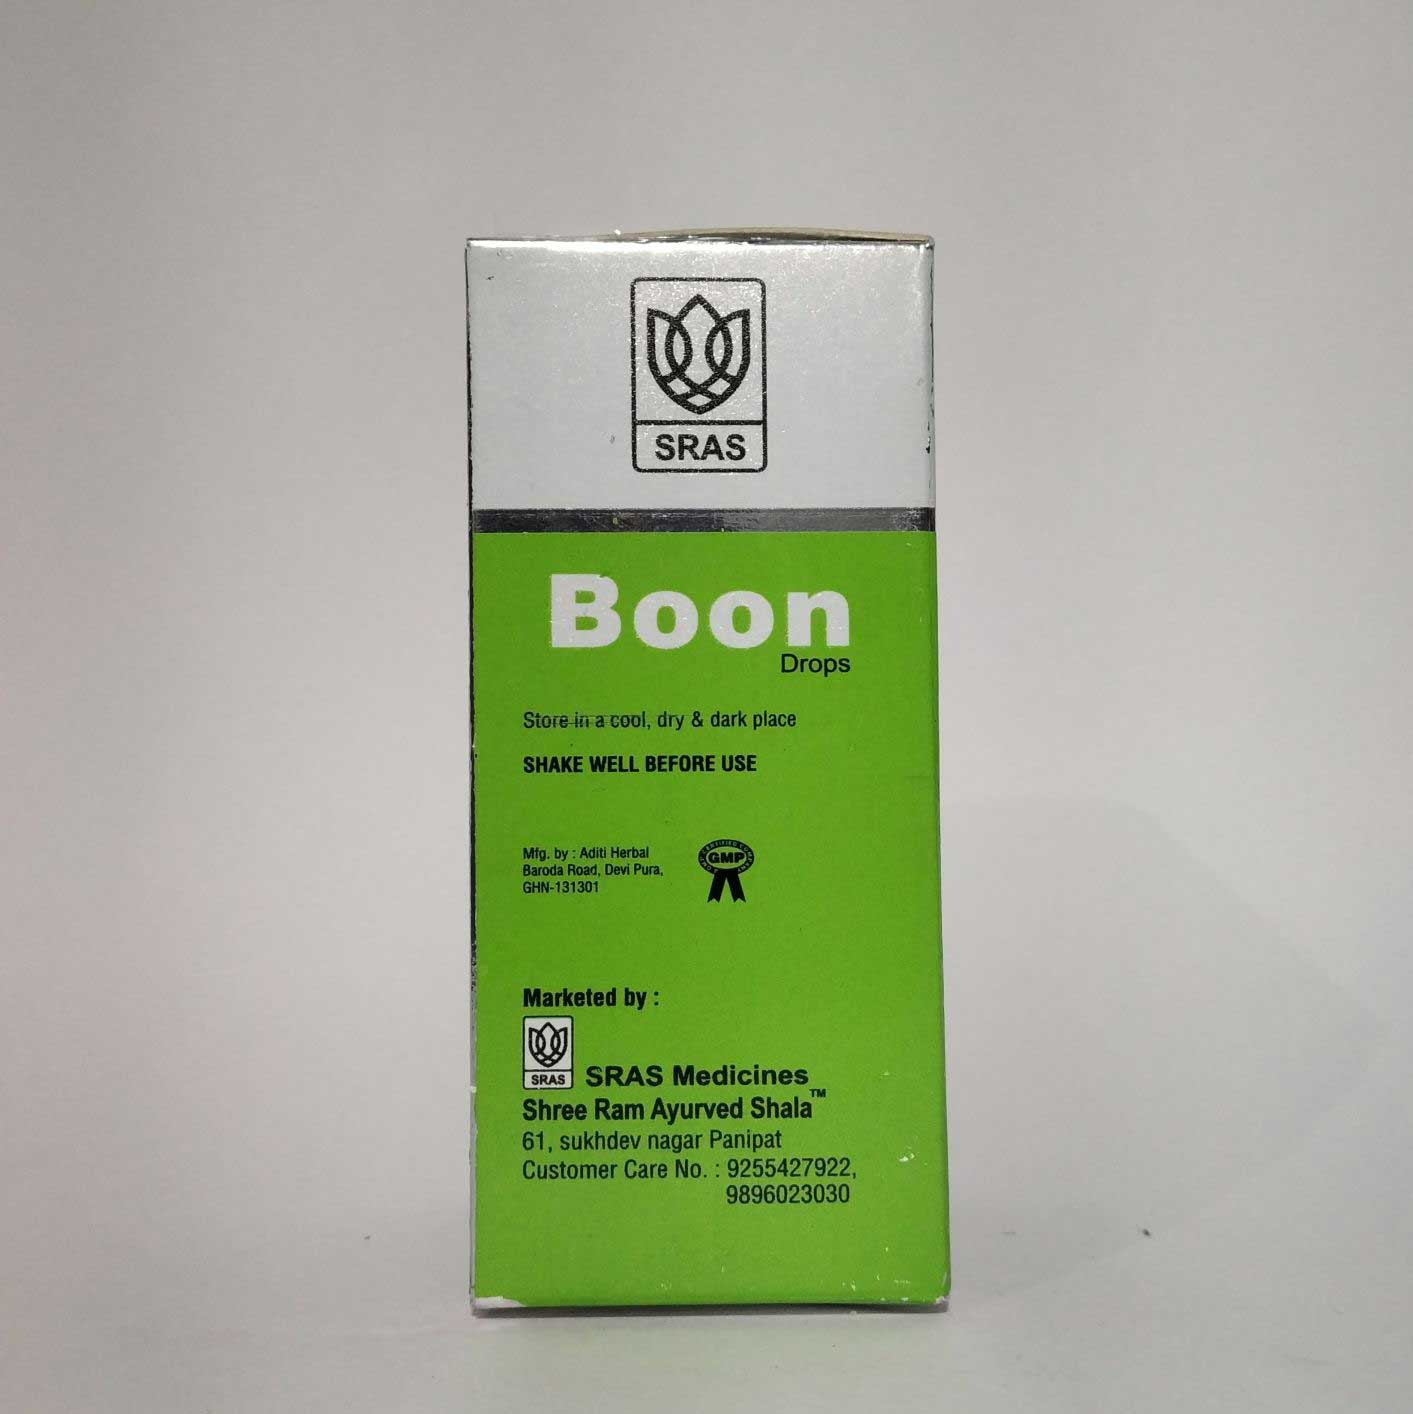 SRAS
Boon
Drops
Store in a cool, dry & dark place
SHAKE WELL BEFORE USE
Mfg. by : Aditi Herbal
Baroda Road, Devi Pura,
GHN-131301
GMP
Marketed by :
SRAS
SRAS Medicines
Shree Ram Ayurved Shala™
61, sukhdev nagar Panipat
Customer Care No. : 9255427922,
9896023030